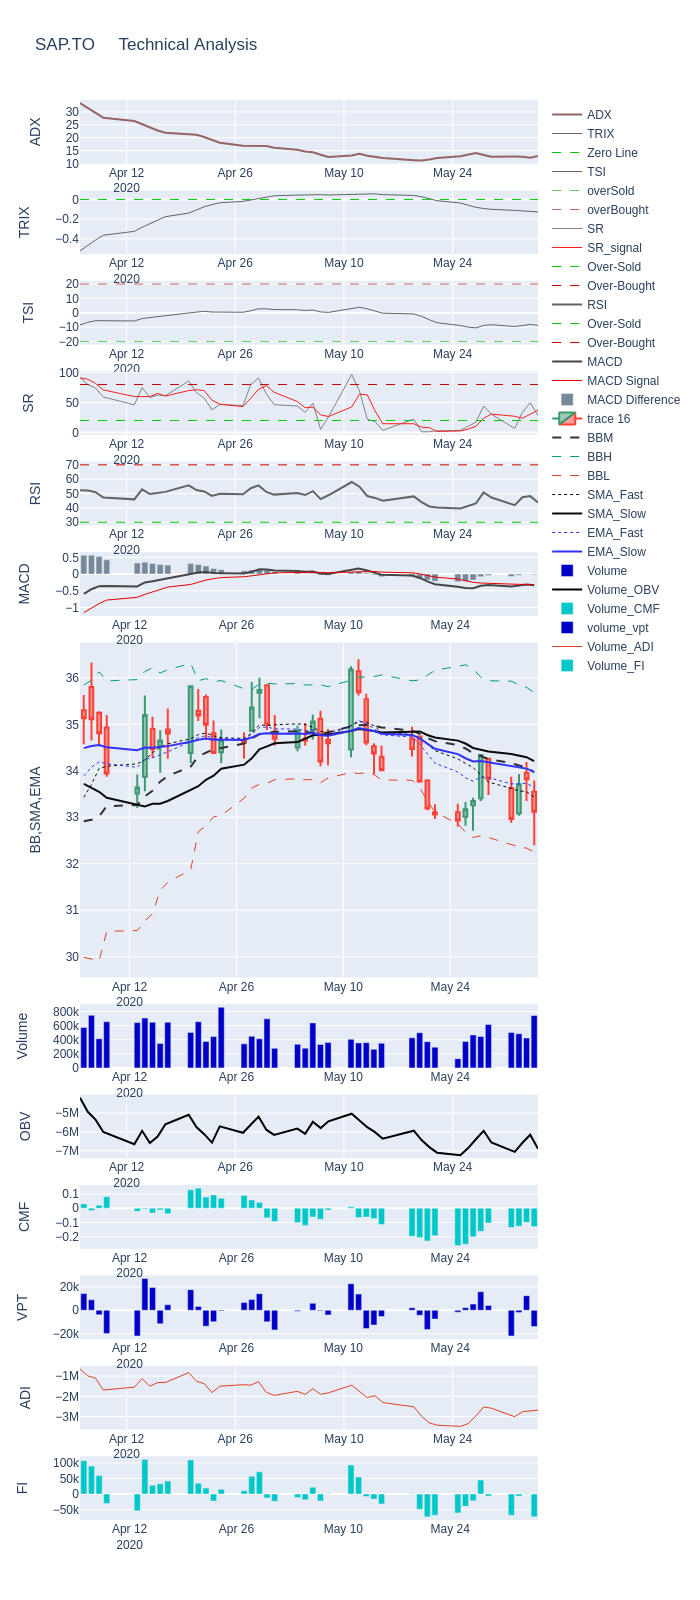 SAP.TO Technical Analysis
ADX
30
25
20
15
10
Apr 12 Apr 26 May 10 May 24
2020
TRIX
0
−0.2
−0.4
Apr 12 Apr 26 May 10 May 24
2020
TSI
20
10
0
−10
−20
Apr 12 Apr 26 May 10 May 24
2020
SR
100
50
0
Apr 12 Apr 26 May 10 May 24
2020
RSI
70
60
50
40
30
Apr 12 Apr 26 May 10 May 24
2020
MACD
0.5
0
−0.5
−1
Apr 12 Apr 26 May 10 May 24
2020
BB,SMA,EMA
36
35
34
33
32
31
30
Apr 12 Apr 26 May 10 May 24
2020
Volume
800k
600k
400k
200k
0
Apr 12 Apr 26 May 10 May 24
2020
OBV
−5M
−6M
−7M
Apr 12 Apr 26 May 10 May 24
2020
CMF
0.1
0
−0.1
−0.2
Apr 12 Apr 26 May 10 May 24
2020
VPT
20k
0
−20k
Apr 12 Apr 26 May 10 May 24
2020
ADI
−1M
−2M
−3M
Apr 12 Apr 26 May 10 May 24
2020
FI
100k
50k
0
−50k
Apr 12 Apr 26 May 10 May 24
2020
ADX
TRIX
Zero Line
TSI
overSold
overBought
SR
SR_signal
Over-Sold
Over-Bought
RSI
Over-Sold
Over-Bought
MACD
MACD Signal
MACD Difference
trace 16
BBM
BBH
BBL
SMA_Fast
SMA_Slow
EMA_Fast
EMA_Slow
Volume
Volume_OBV
Volume_CMF
volume_vpt
Volume_ADI
Volume_FI